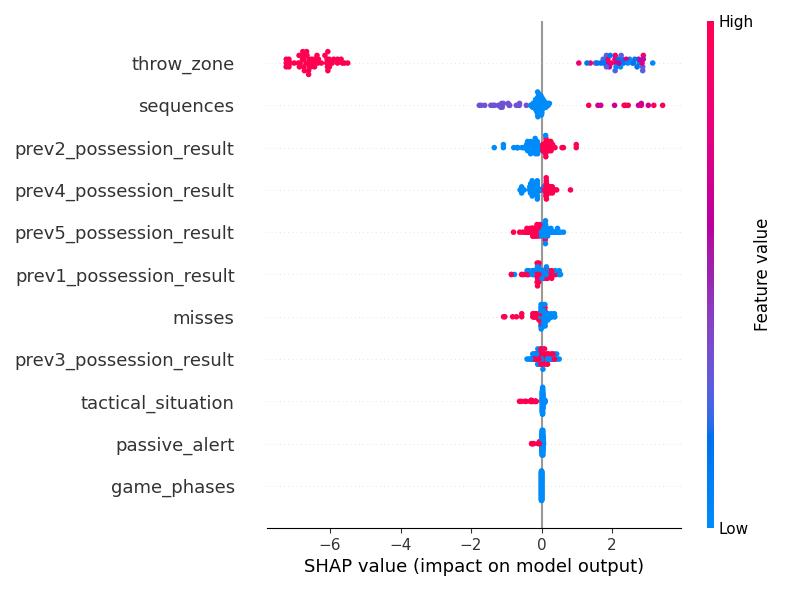 High
throw_zone
sequences
prev2_possession_result
prev4_possession_result
prev5_possession_result
prev1_possession_result
misses
prev3_possession_result
tactical_situation
passive_alert
game_phases
Feature value
Low
−6 −4 −2 0 2
SHAP value (impact on model output)